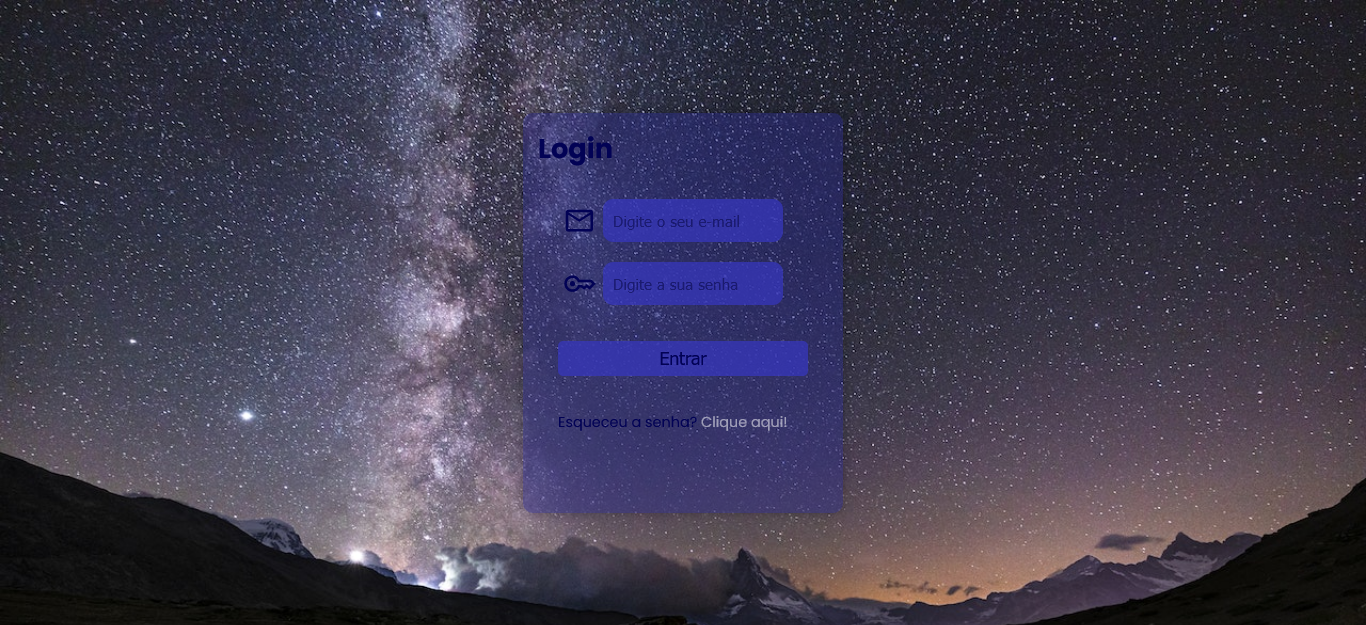 Login
Digite o seu e-mail
Digite a sua senha
Entrar
Esqueceu a senha? Clique aqui!